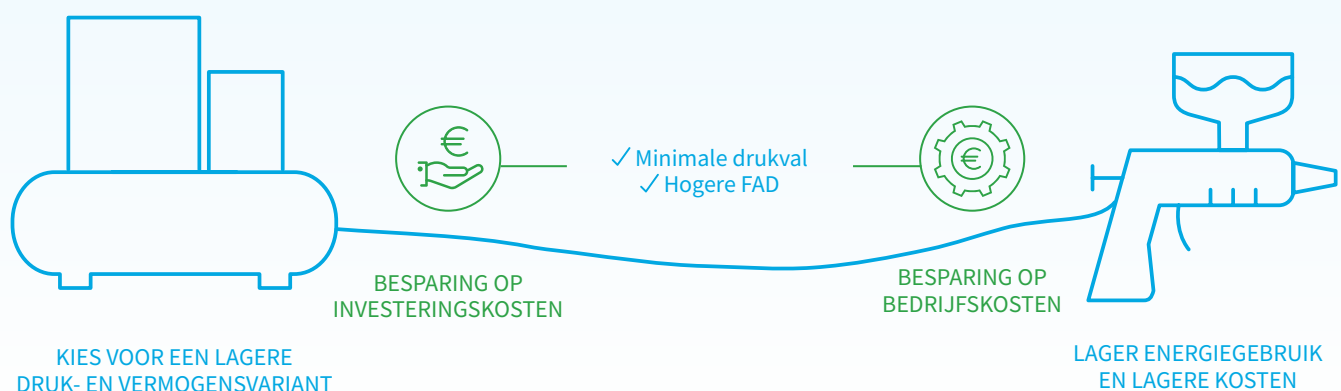 ✓ Minimale drukval
✓ Hogere FAD
€
€
BESPARING OP
INVESTERINGSKOSTEN
BESPARING OP
BEDRIJFSKOSTEN
KIES VOOR EEN LAGERE
DRUK- EN VERMOGENSVARIANT
LAGER ENERGIEGEBRUIK
EN LAGERE KOSTEN